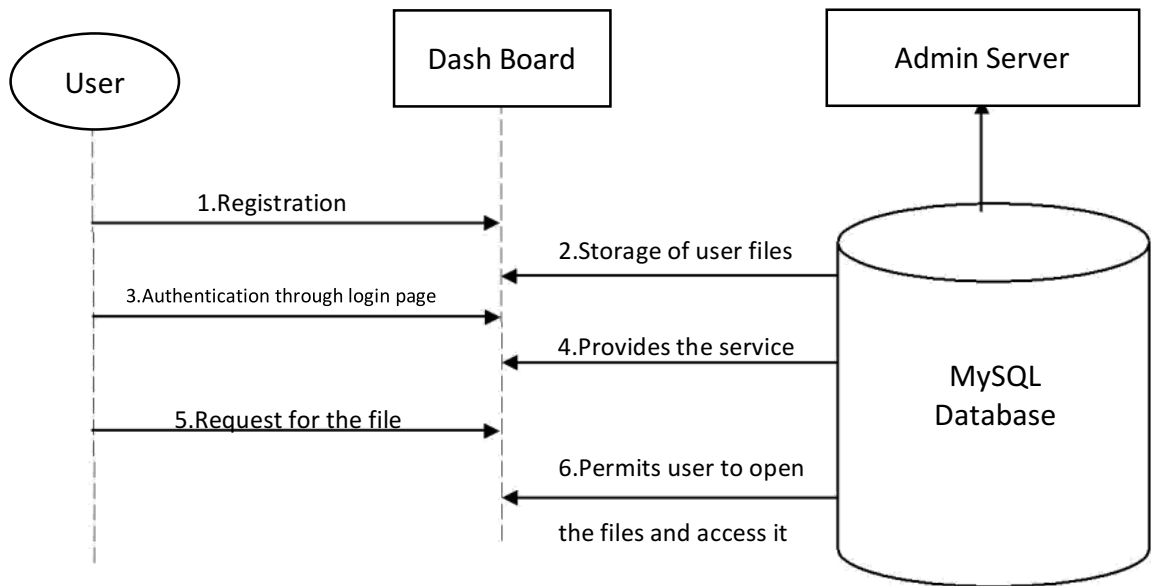 User
Dash Board
Admin Server
1.Registration
2.Storage of user files
3.Authentication through login page
4.Provides the service
MySQL
Database
5.Request for the file
6.Permits user to open
the files and access it